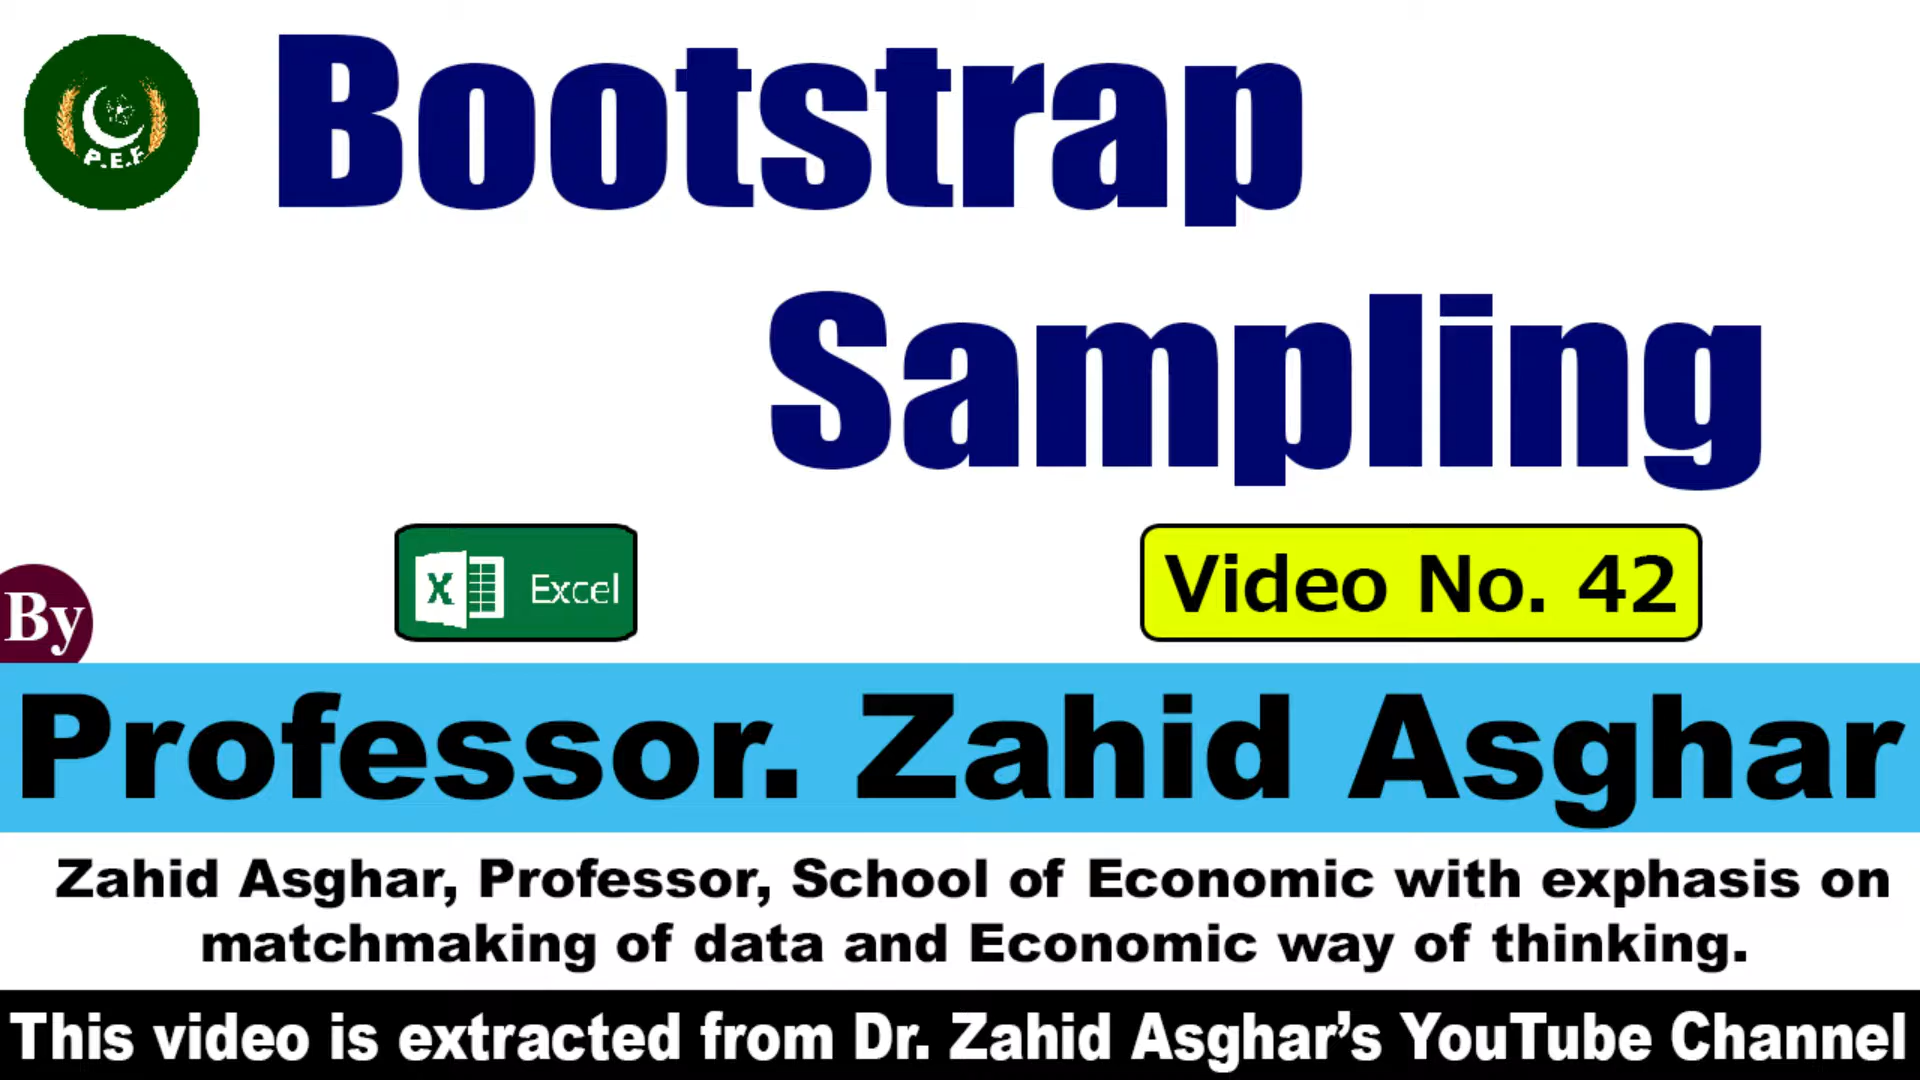 Bootstrap
P.E.F
Sampling
X Excel
Video No. 42
By
Professor. Zahid Asghar
Zahid Asghar, Professor, School of Economic with exphasis on
matchmaking of data and Economic way of thinking.
This video is extracted from Dr. Zahid Asghar’s YouTube Channel